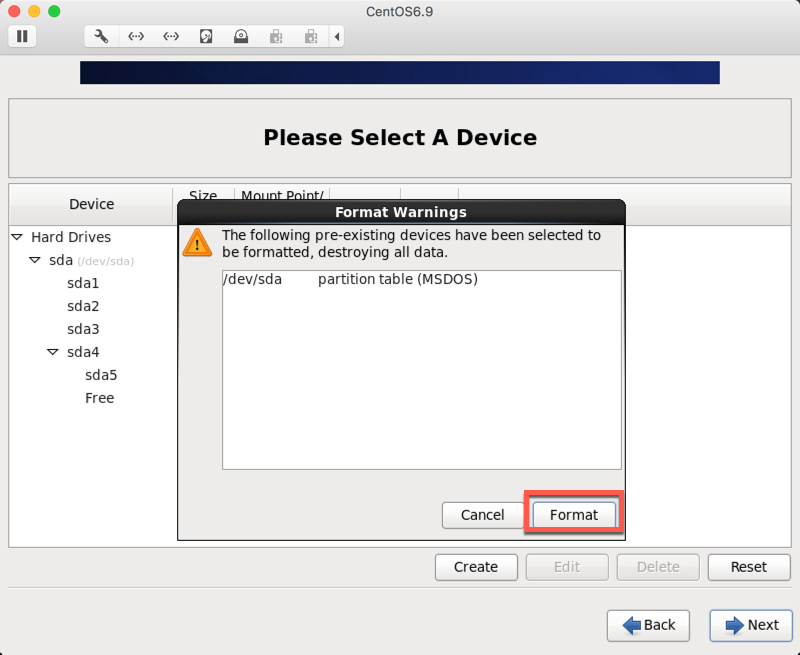 CentOS6.9
Please Select A Device
Device
Size
Mount Point/
Hard Drives
sda (/dev/sda)
sda1
sda2
sda3
sda4
sda5
Free
Format Warnings
The following pre-existing devices have been selected to
be formatted, destroying all data.
/dev/sda partition table (MSDOS)
Cancel Format
Create Edit Delete Reset
Back Next